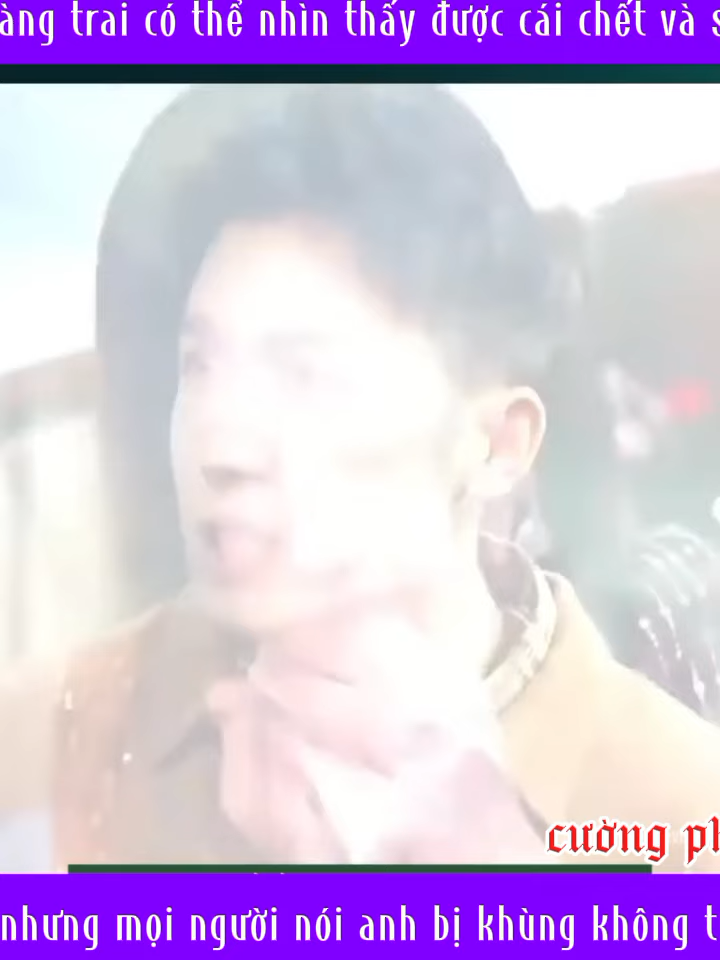 àng trai có thể nhìn thấy được cái chết và s
cường ph
nhưng mọi người nói anh bị khùng không t